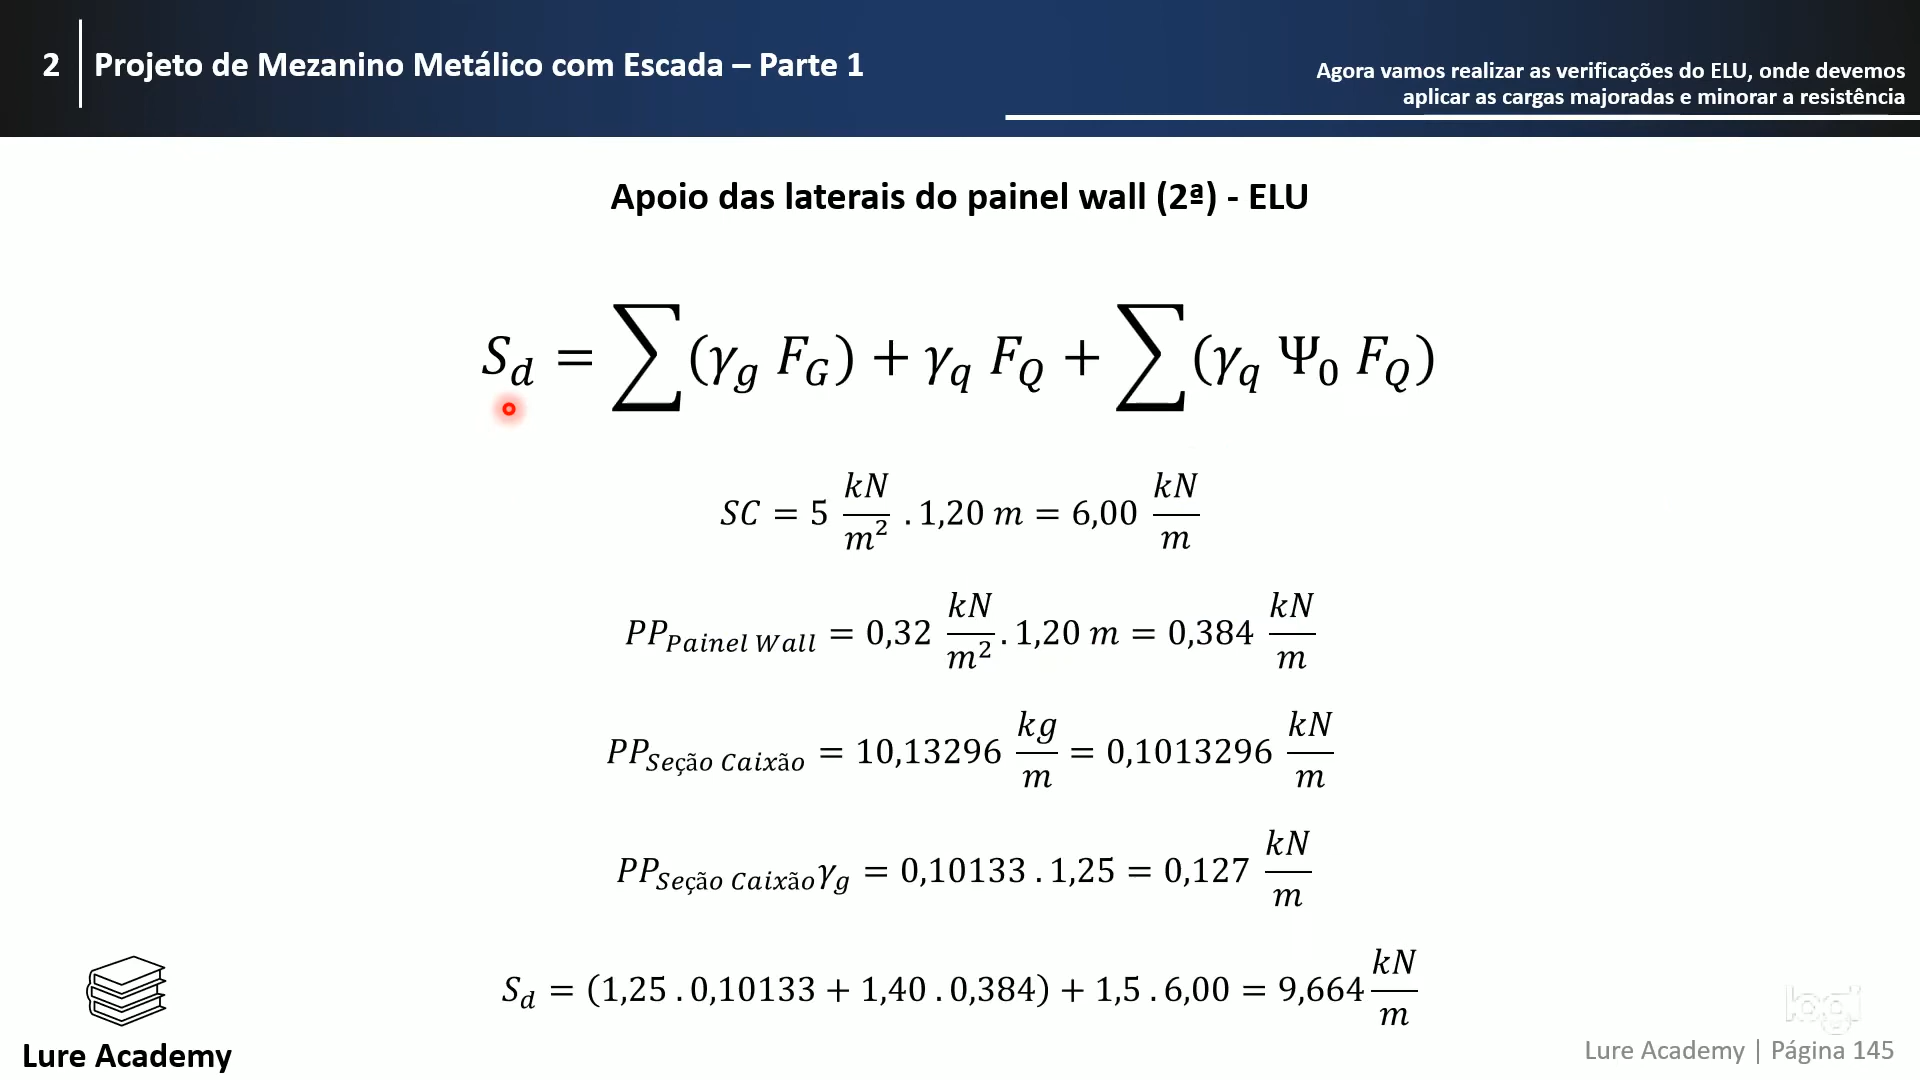 2
Projeto de Mezanino Metálico com Escada – Parte 1
Agora vamos realizar as verificações do ELU, onde devemos
aplicar as cargas majoradas e minorar a resistência
Apoio das laterais do painel wall (2ª) - ELU
S_d = ∑(γ_g F_G) + γ_q F_Q + ∑(γ_q Ψ_0 F_Q)
SC = 5 kN/m² . 1,20 m = 6,00 kN/m
PP_Painel Wall = 0,32 kN/m² . 1,20 m = 0,384 kN/m
PP_Seção Caixão = 10,13296 kg/m = 0,1013296 kN/m
PP_Seção Caixão γ_g = 0,10133 . 1,25 = 0,127 kN/m
S_d = (1,25 . 0,10133 + 1,40 . 0,384) + 1,5 . 6,00 = 9,664 kN/m
logi
Lure Academy
Lure Academy | Página 145